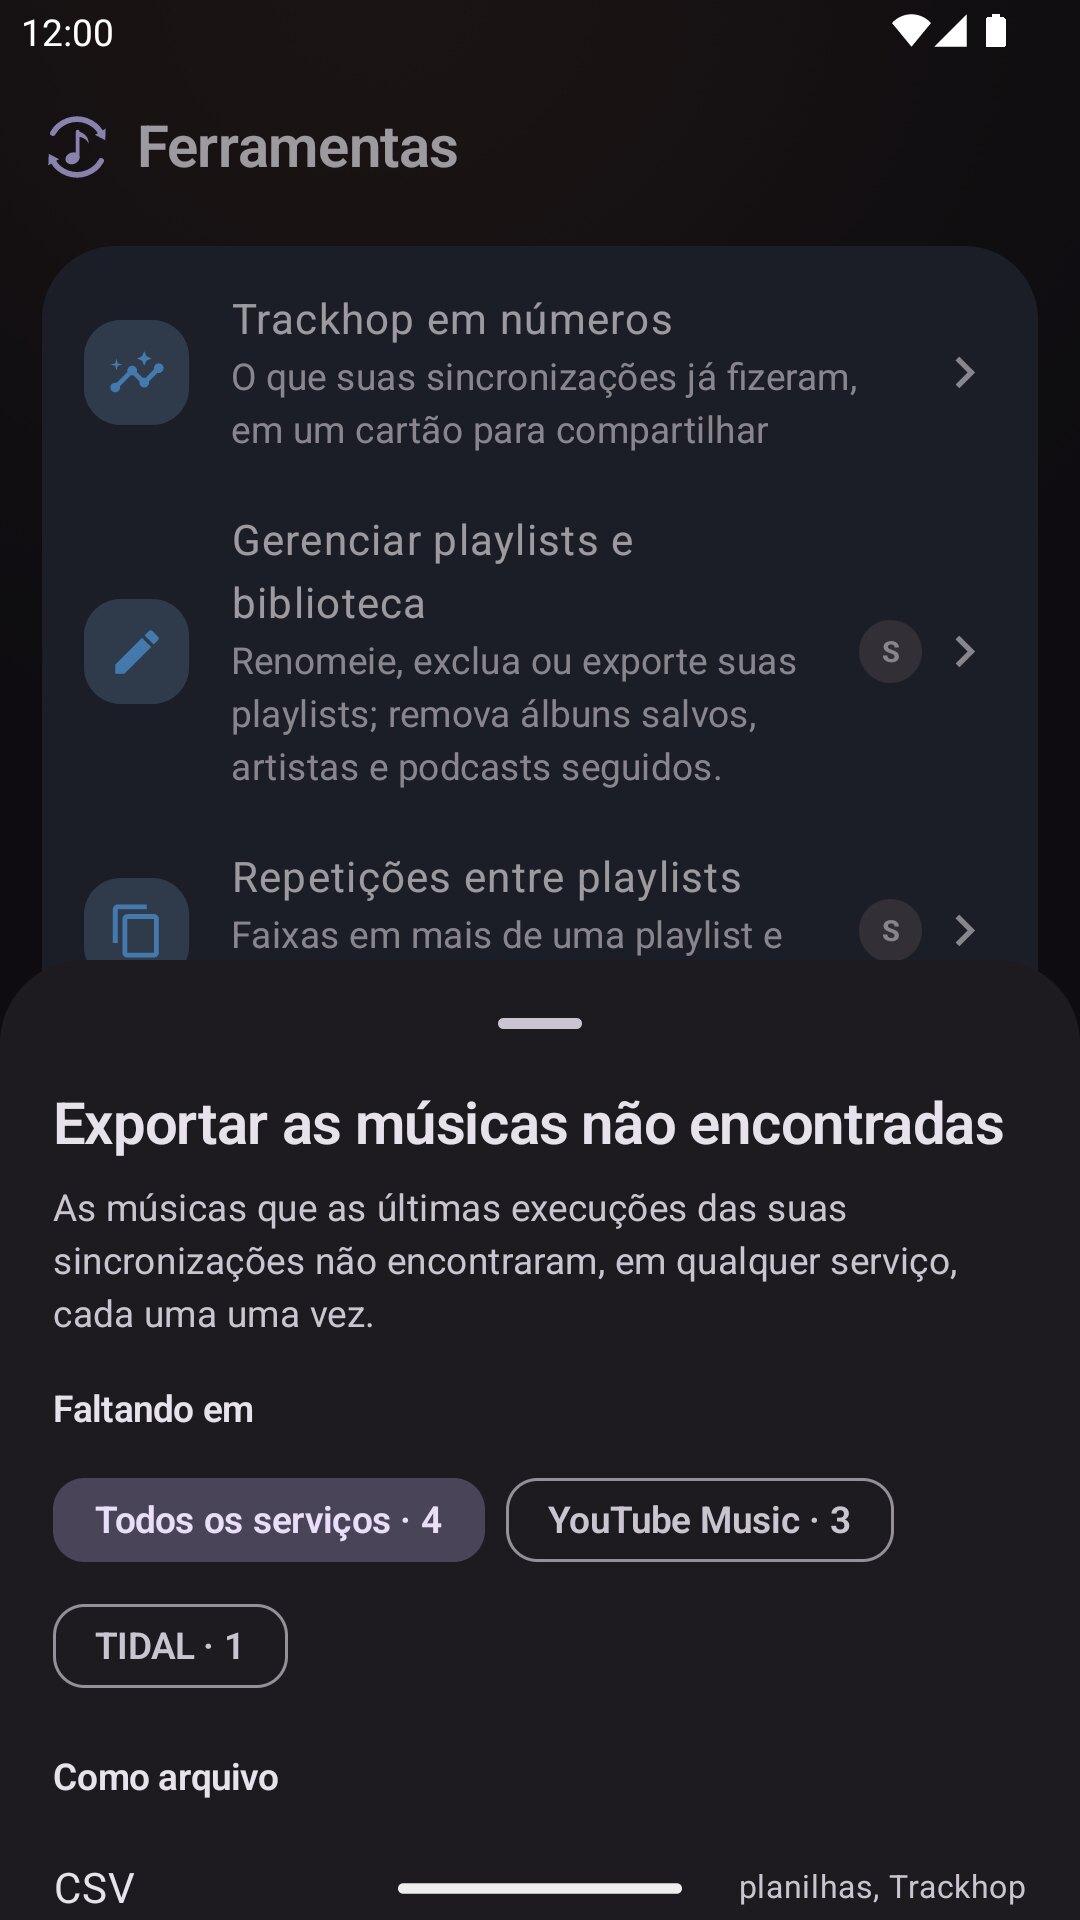 12:00
Ferramentas
Trackhop em números
O que suas sincronizações já fizeram,
em um cartão para compartilhar
Gerenciar playlists e
biblioteca
Renomeie, exclua ou exporte suas
playlists; remova álbuns salvos,
artistas e podcasts seguidos.
S
Repetições entre playlists
Faixas em mais de uma playlist e
S
Exportar as músicas não encontradas
As músicas que as últimas execuções das suas
sincronizações não encontraram, em qualquer serviço,
cada uma uma vez.
Faltando em
Todos os serviços · 4
YouTube Music · 3
TIDAL · 1
Como arquivo
CSV
planilhas, Trackhop